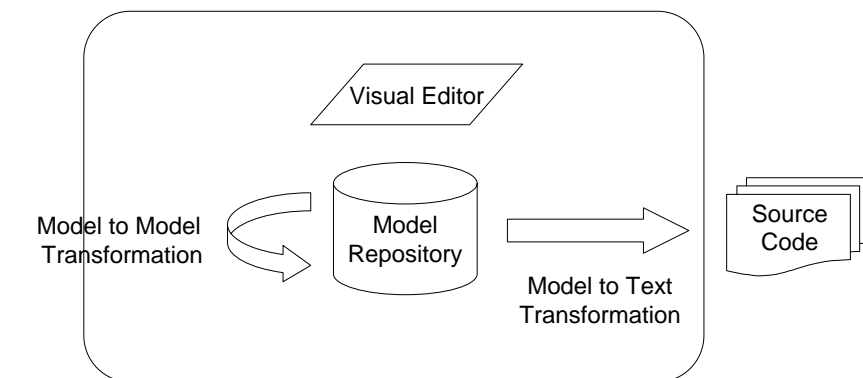 Visual Editor
Model to Model
Transformation
Model
Repository
Model to Text
Transformation
Source
Code